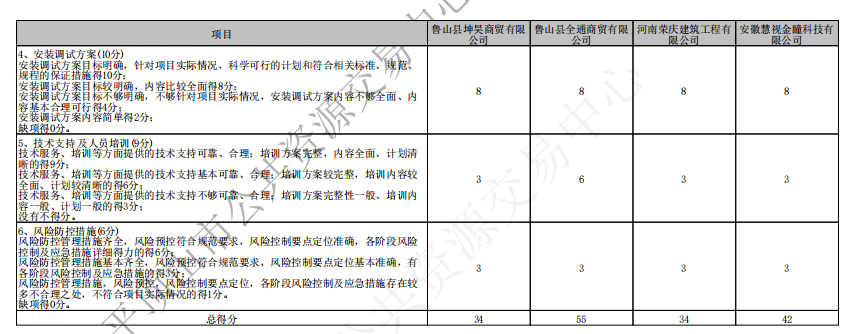 项目 鲁山县坤昊商贸有限公司 鲁山县全通商贸有限公司 河南荣庆建筑工程有限公司 安徽慧视金瞳科技有限公司
4、安装调试方案(10分)
安装调试方案目标明确，针对项目实际情况，科学可行的计划和符合相关标准、规范、
规程的保证措施得10分；
安装调试方案目标较明确，内容比较全面得8分；
安装调试方案目标不够明确，不够针对项目实际情况，安装调试方案内容不够全面、内
容基本合理可行得4分；
安装调试方案内容简单得2分；
缺项得0分。
8 8 8 8
5、技术支持及人员培训(9分)
技术服务、培训等方面提供的技术支持可靠、合理；培训方案完整，内容全面、计划清
晰的得9分；
技术服务、培训等方面提供的技术支持基本可靠、合理；培训方案较完整，培训内容较
全面、计划较清晰的得6分；
技术服务、培训等方面提供的技术支持不够可靠、合理；培训方案完整性一般、培训内
容一般、计划一般的得3分；
没有不得分。
3 6 3 3
6、风险防控措施(6分)
风险防控管理措施齐全，风险预控符合规范要求，风险控制要点定位准确，各阶段风险
控制及应急措施详细得力的得6分；
风险防控管理措施基本齐全，风险预控符合规范要求，风险控制要点定位基本准确，有
各阶段风险控制及应急措施的得3分；
风险防控管理措施，风险预控，风险控制要点定位，各阶段风险控制及应急措施存在较
多不合理之处，不符合项目实际情况的得1分。
缺项得0分。
3 3 3 3
总得分 34 55 34 42
平顶山市公共资源交易中心
公共资源交易中心